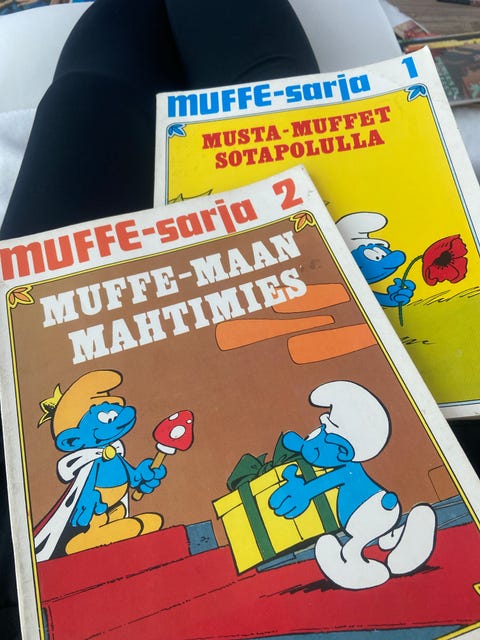 MUFFE-sarja 1
MUSTA-MUFFET
SOTAPOLULLA
MUFFE-sarja 2
MUFFE-MAAN
MAHTIMIES